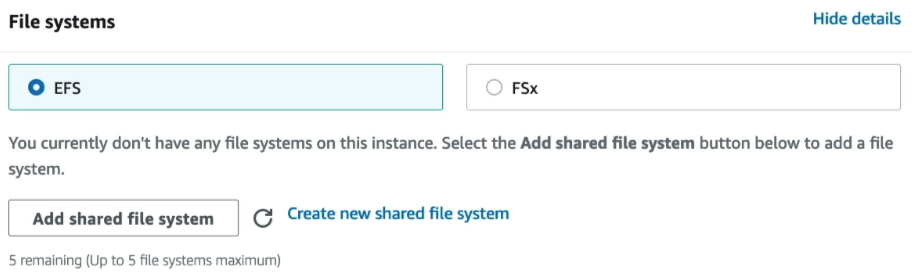 File systems
Hide details
EFS
FSx
You currently don't have any file systems on this instance. Select the Add shared file system button below to add a file
system.
Add shared file system
Create new shared file system
5 remaining (Up to 5 file systems maximum)